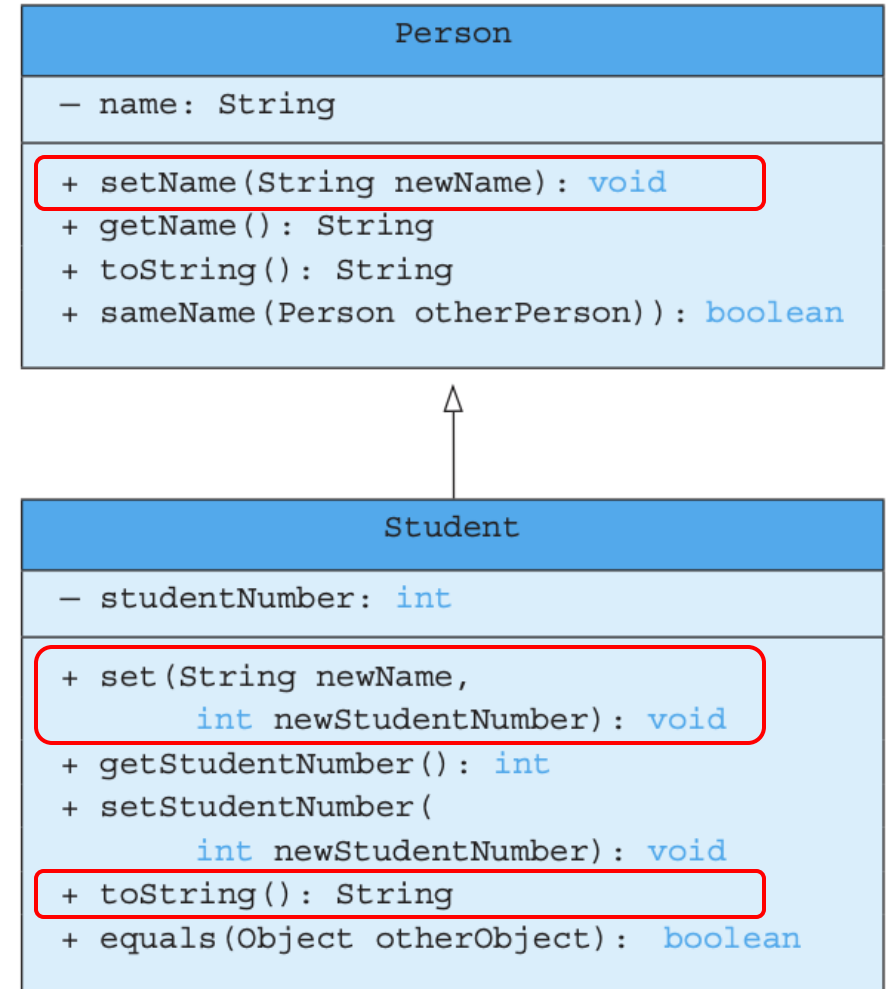 Person
– name: String
+ setName(String newName): void
+ getName(): String
+ toString(): String
+ sameName(Person otherPerson)): boolean
Student
– studentNumber: int
+ set(String newName,
int newStudentNumber): void
+ getStudentNumber(): int
+ setStudentNumber(
int newStudentNumber): void
+ toString(): String
+ equals(Object otherObject): boolean